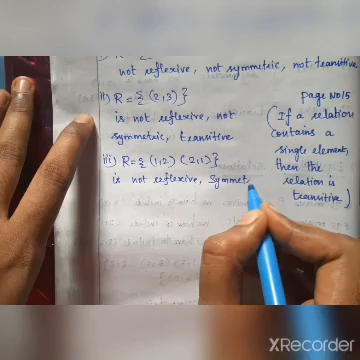 not reflexive, not symmetric, not transitive
ii) R = {(2,3)}
is not reflexive, not
symmetric, transitive
iii) R = {(1,2) (2,1)}
is not reflexive, Symmet
Page No 15
(If a relation
contains a
single element,
then the
relation is
transitive)
XRecorder